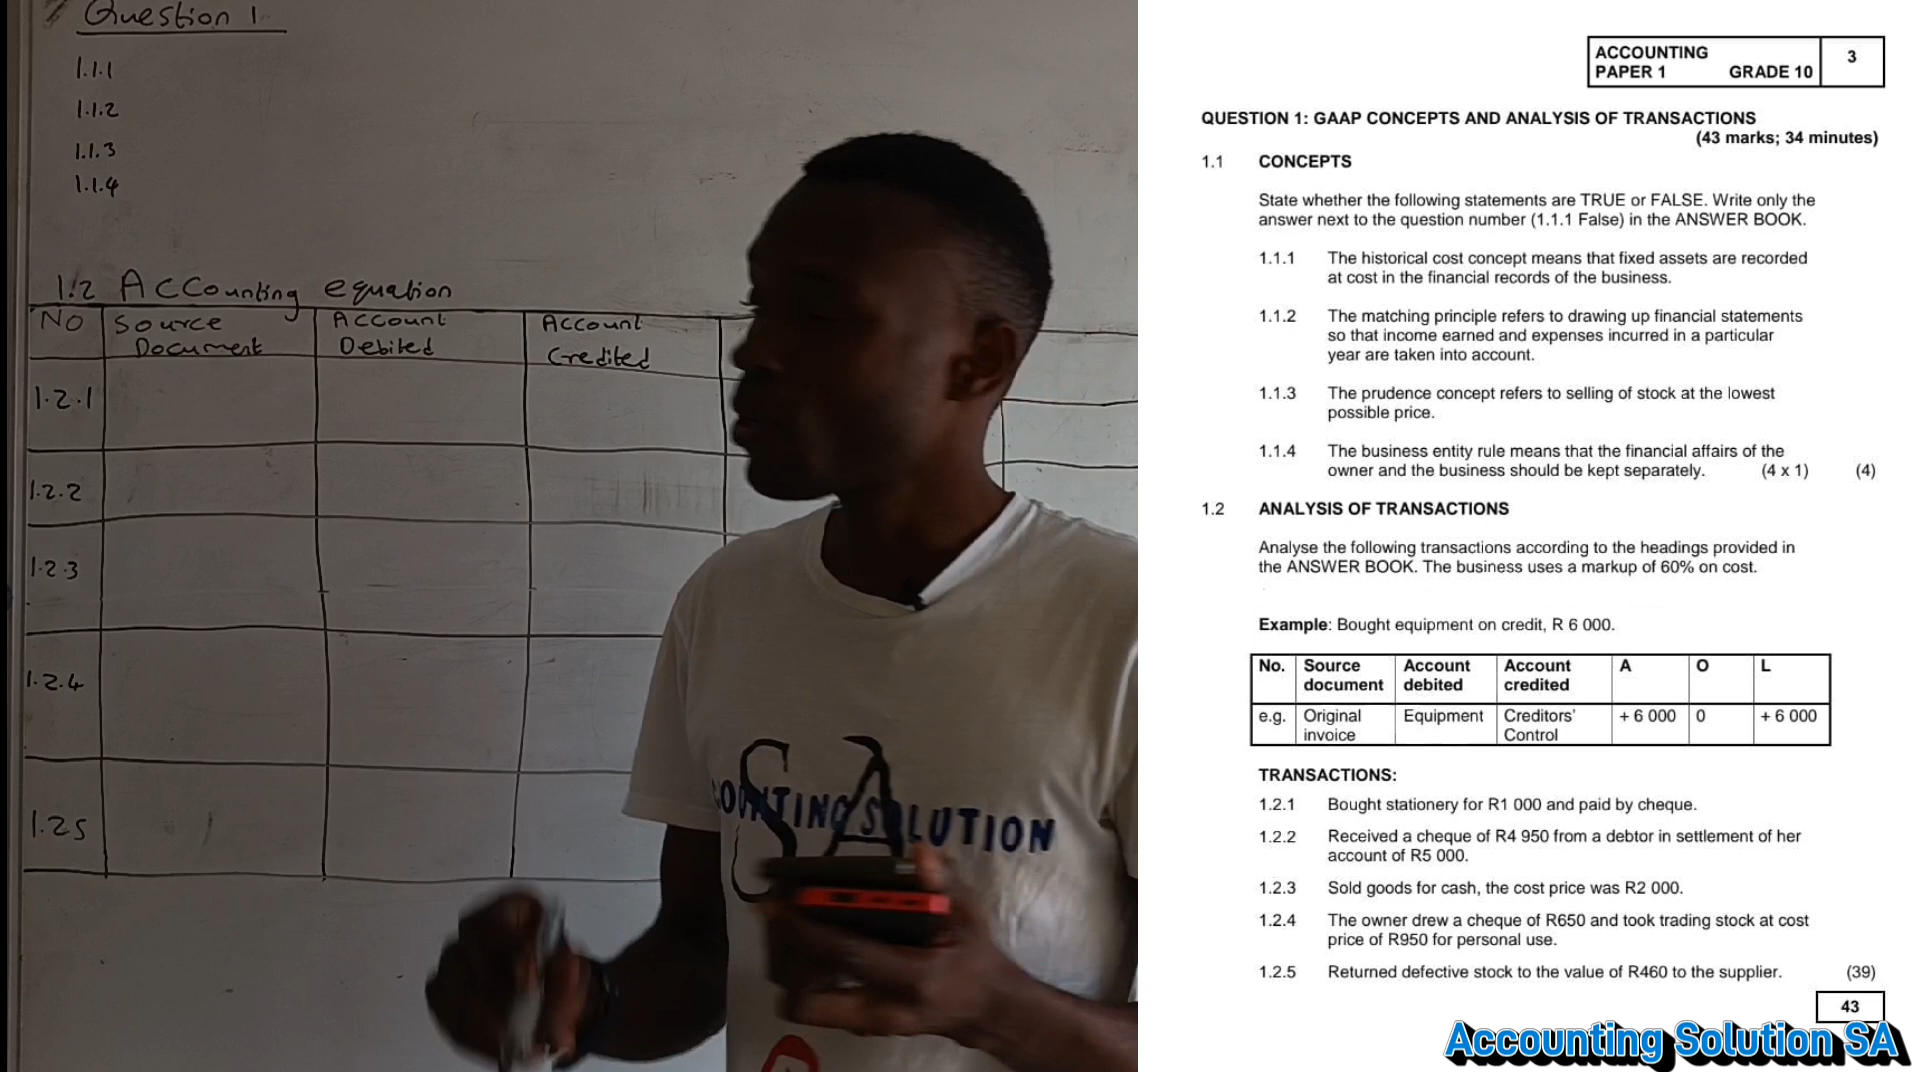 Question 1
1.1.1
1.1.2
1.1.3
1.1.4
1.2 Accounting equation
No
Source Document
Account Debited
Account Credited
1.2.1
1.2.2
1.2.3
1.2.4
1.2.5
SA
ACCOUNTING
PAPER 1 GRADE 10
3
QUESTION 1: GAAP CONCEPTS AND ANALYSIS OF TRANSACTIONS
(43 marks; 34 minutes)
1.1 CONCEPTS
State whether the following statements are TRUE or FALSE. Write only the
answer next to the question number (1.1.1 False) in the ANSWER BOOK.
1.1.1 The historical cost concept means that fixed assets are recorded
at cost in the financial records of the business.
1.1.2 The matching principle refers to drawing up financial statements
so that income earned and expenses incurred in a particular
year are taken into account.
1.1.3 The prudence concept refers to selling of stock at the lowest
possible price.
1.1.4 The business entity rule means that the financial affairs of the
owner and the business should be kept separately. (4 x 1) (4)
1.2 ANALYSIS OF TRANSACTIONS
Analyse the following transactions according to the headings provided in
the ANSWER BOOK. The business uses a markup of 60% on cost.
Example: Bought equipment on credit, R 6 000.
No. Source Account Account A O L
document debited credited
e.g. Original Equipment Creditors' + 6 000 0 + 6 000
invoice Control
TRANSACTIONS:
1.2.1 Bought stationery for R1 000 and paid by cheque.
1.2.2 Received a cheque of R4 950 from a debtor in settlement of her
account of R5 000.
1.2.3 Sold goods for cash, the cost price was R2 000.
1.2.4 The owner drew a cheque of R650 and took trading stock at cost
price of R950 for personal use.
1.2.5 Returned defective stock to the value of R460 to the supplier. (39)
43
Accounting Solution SA